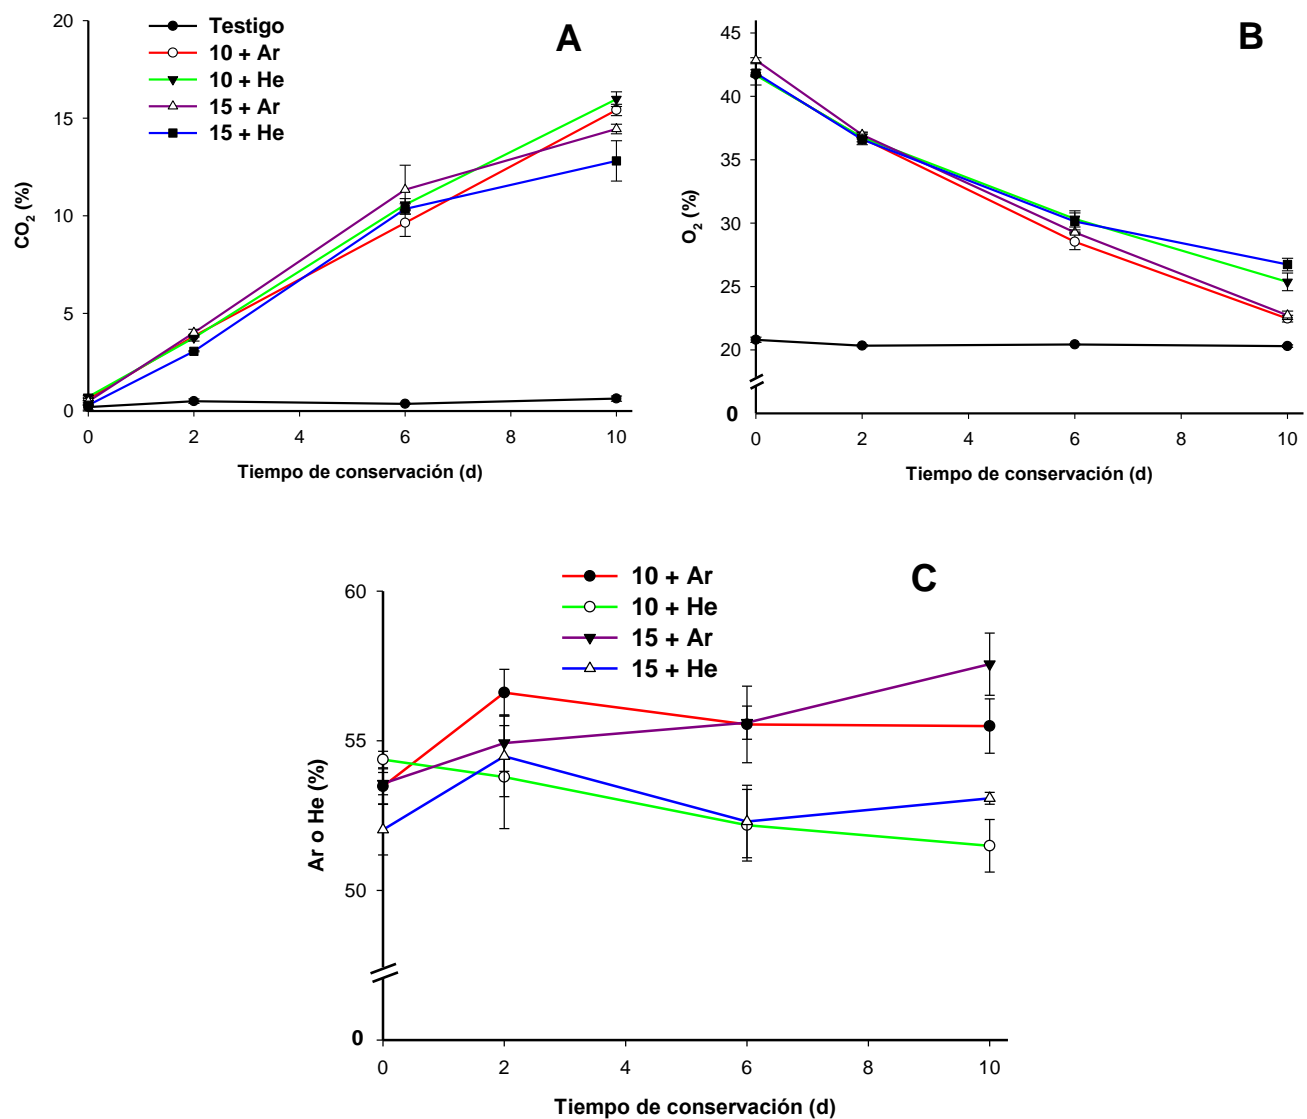 A
Testigo
10 + Ar
10 + He
15 + Ar
15 + He
CO2 (%)
20
15
10
5
0
0 2 4 6 8 10
Tiempo de conservación (d)
B
O2 (%)
45
40
35
30
25
20
0
0 2 4 6 8 10
Tiempo de conservación (d)
C
10 + Ar
10 + He
15 + Ar
15 + He
Ar o He (%)
60
55
50
0
0 2 4 6 8 10
Tiempo de conservación (d)